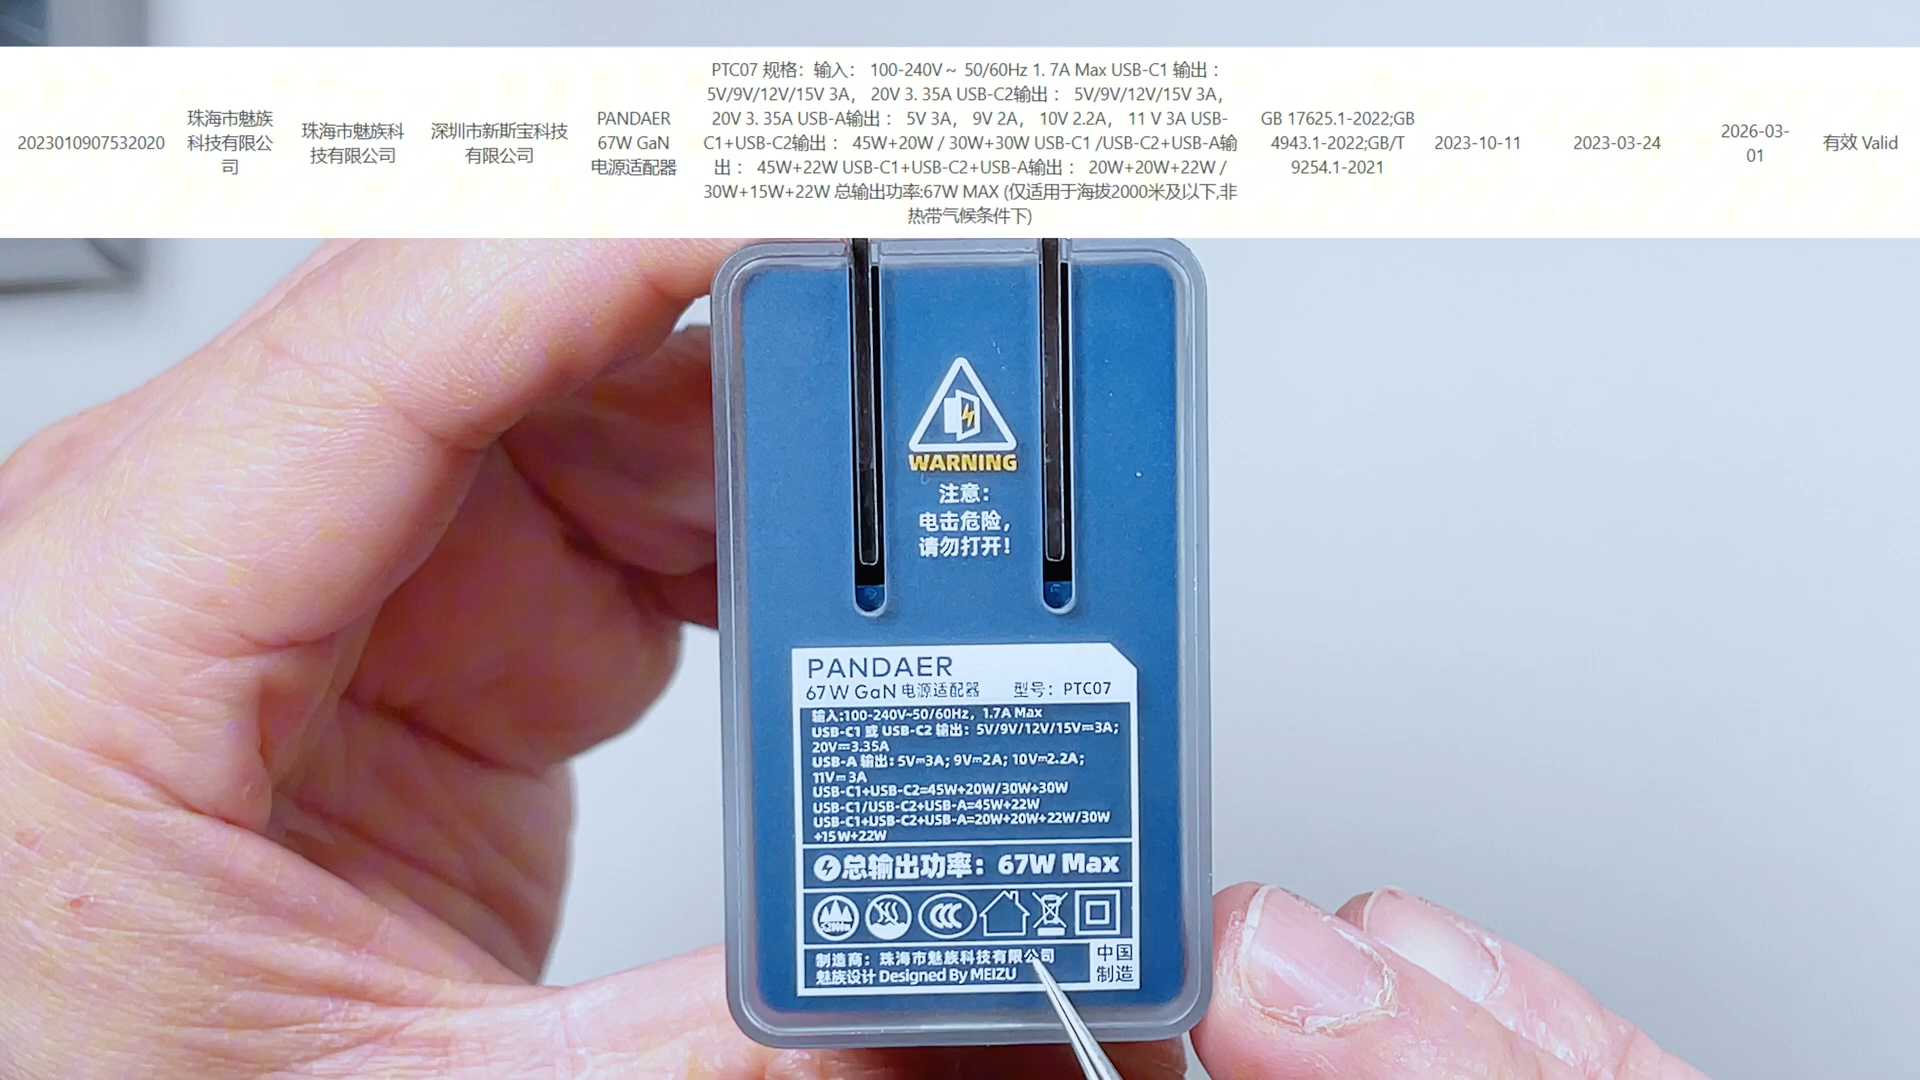 2023010907532020
珠海市魅族
科技有限公
司
珠海市魅族科
技有限公司
深圳市新斯宝科技
有限公司
PANDAER
67W GaN
电源适配器
PTC07 规格：输入： 100-240V ~ 50/60Hz 1. 7A Max USB-C1 输出：
5V/9V/12V/15V 3A， 20V 3. 35A USB-C2输出： 5V/9V/12V/15V 3A，
20V 3. 35A USB-A输出： 5V 3A， 9V 2A， 10V 2.2A， 11 V 3A USB-
C1+USB-C2输出： 45W+20W / 30W+30W USB-C1 /USB-C2+USB-A输
出： 45W+22W USB-C1+USB-C2+USB-A输出： 20W+20W+22W /
30W+15W+22W 总输出功率:67W MAX (仅适用于海拔2000米及以下,非
热带气候条件下)
GB 17625.1-2022;GB
4943.1-2022;GB/T
9254.1-2021
2023-10-11
2023-03-24
2026-03-
01
有效 Valid
WARNING
注意：
电击危险，
请勿打开！
PANDAER
67W GaN 电源适配器 型号：PTC07
输入:100-240V~50/60Hz，1.7A Max
USB-C1 或 USB-C2 输出：5V/9V/12V/15V⎓3A；
20V⎓3.35A
USB-A 输出：5V⎓3A；9V⎓2A；10V⎓2.2A；
11V⎓3A
USB-C1+USB-C2=45W+20W/30W+30W
USB-C1/USB-C2+USB-A=45W+22W
USB-C1+USB-C2+USB-A=20W+20W+22W/30W
+15W+22W
总输出功率：67W Max
≤2000m
制造商：珠海市魅族科技有限公司
魅族设计 Designed By MEIZU
中国
制造